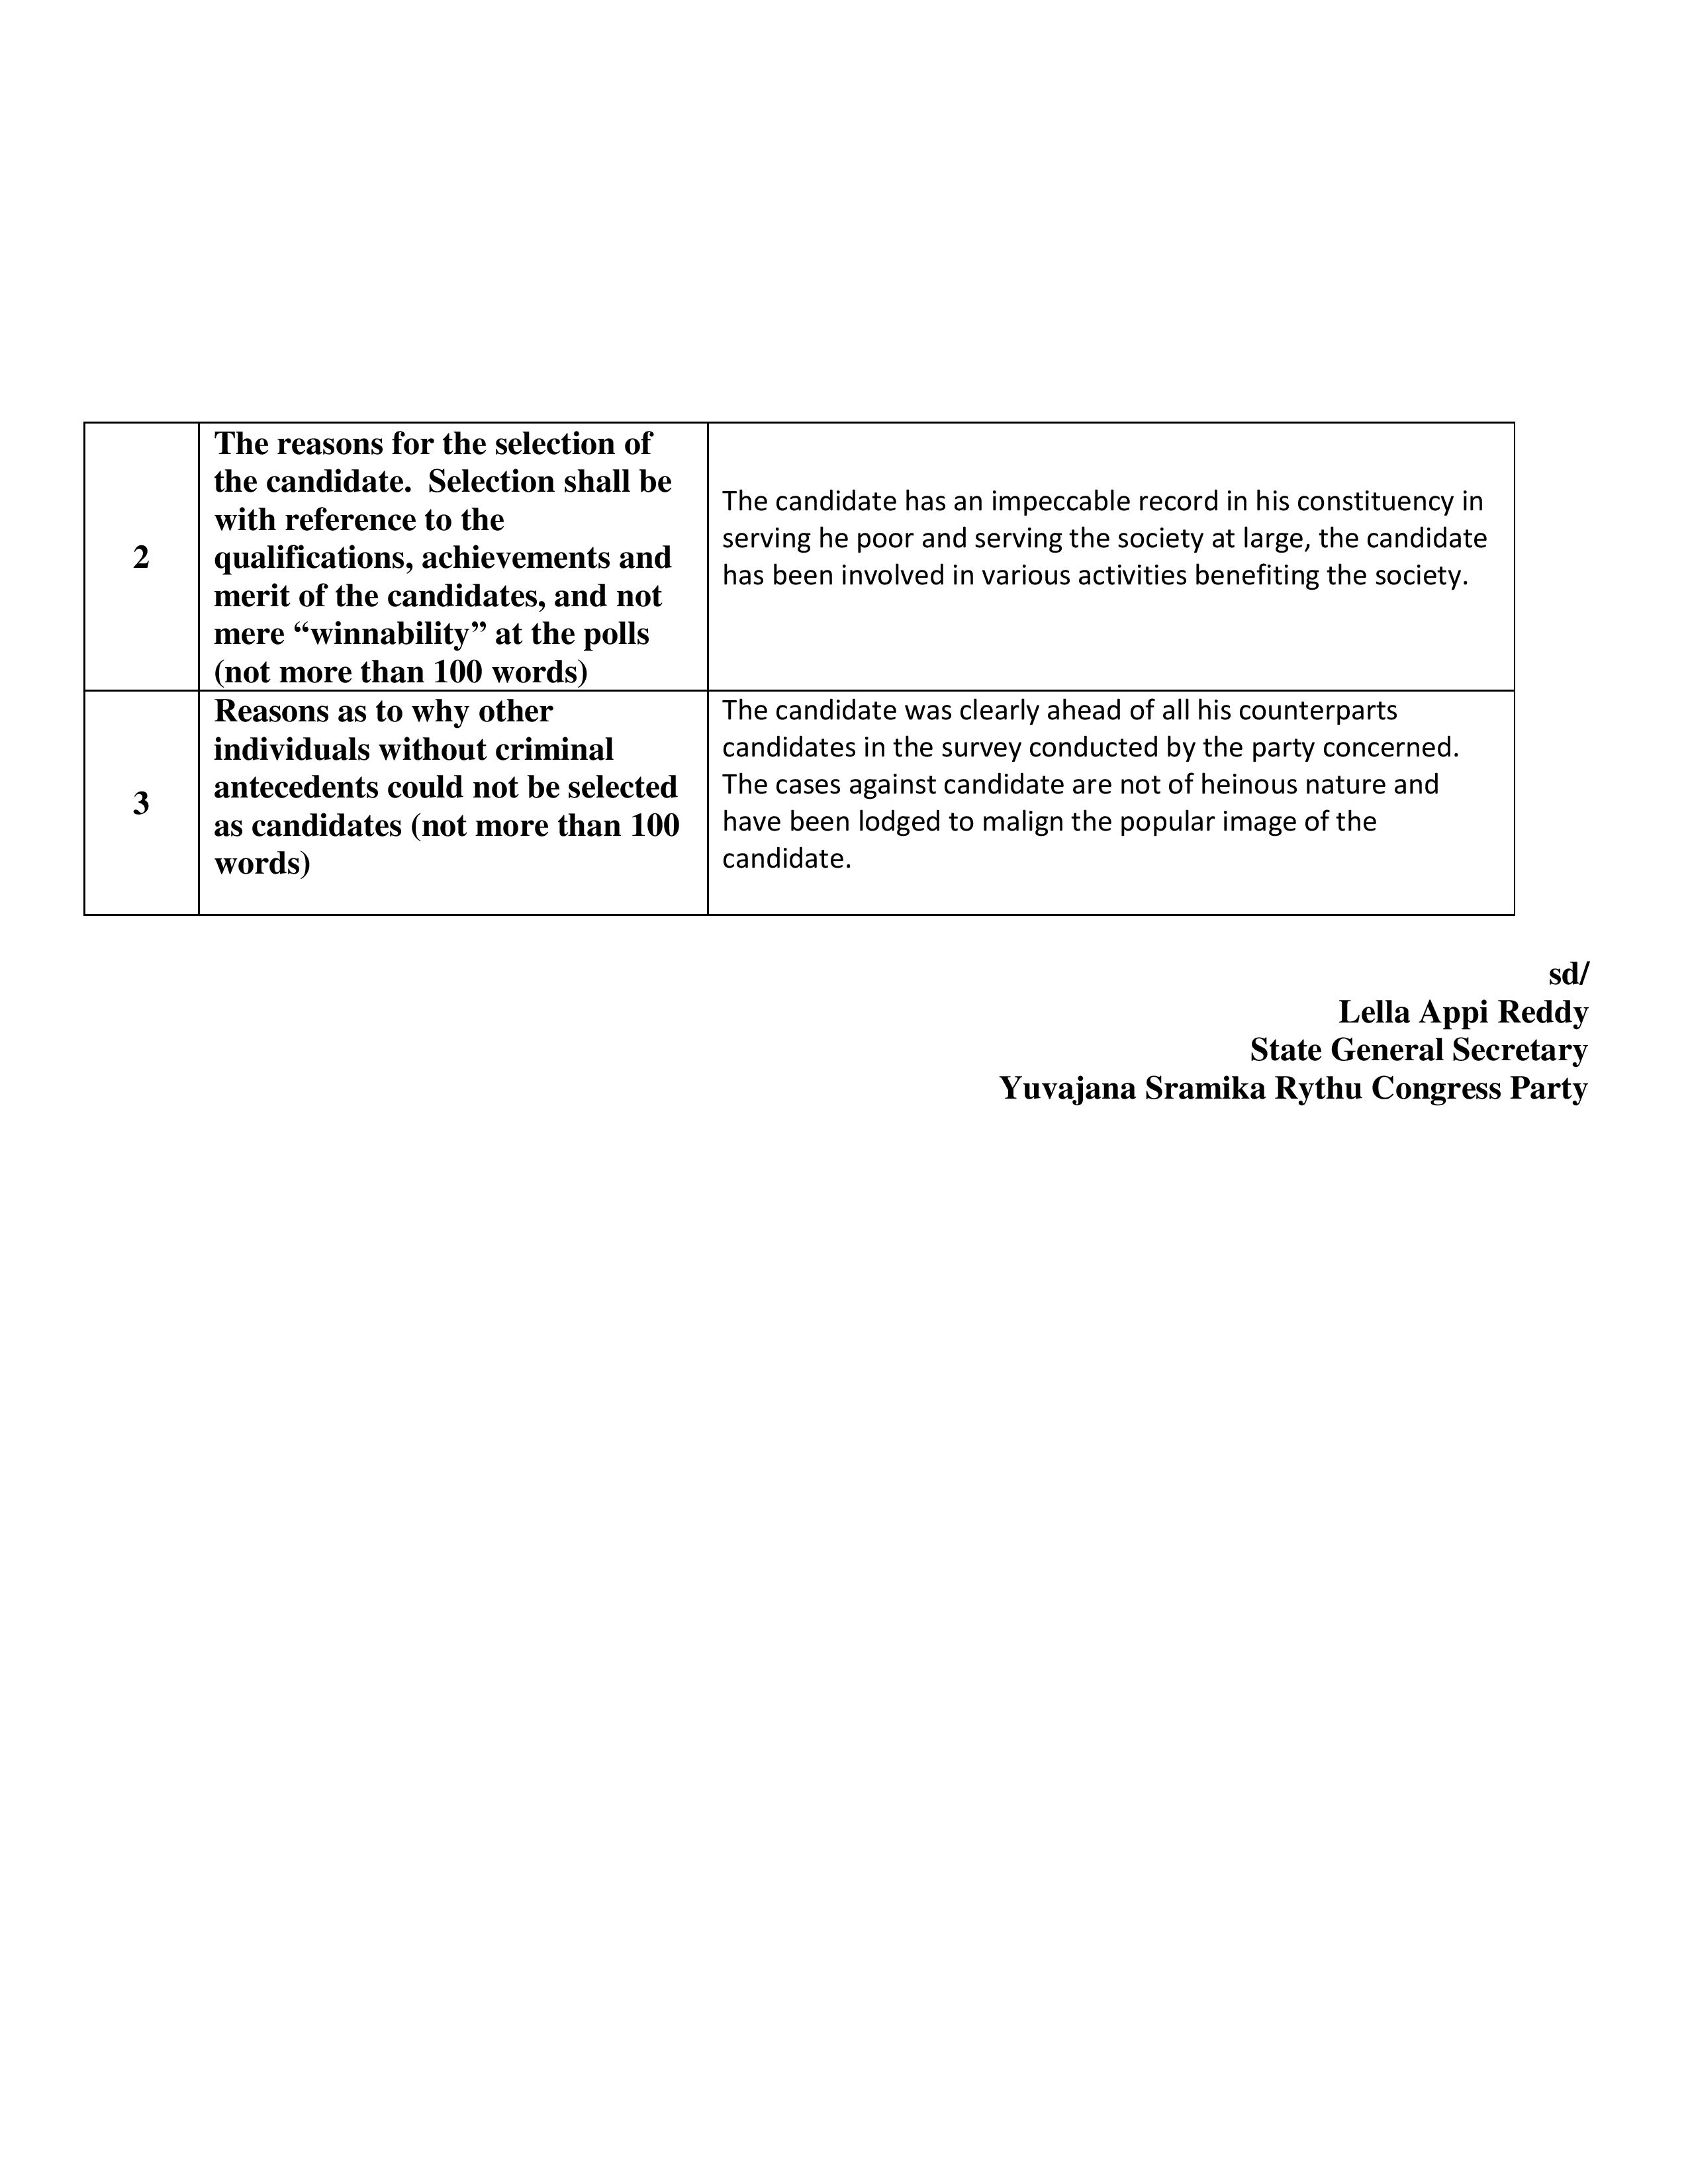 2
The reasons for the selection of
the candidate.  Selection shall be
with reference to the
qualifications, achievements and
merit of the candidates, and not
mere “winnability” at the polls
(not more than 100 words)
The candidate has an impeccable record in his constituency in
serving he poor and serving the society at large, the candidate
has been involved in various activities benefiting the society.
3
Reasons as to why other
individuals without criminal
antecedents could not be selected
as candidates (not more than 100
words)
The candidate was clearly ahead of all his counterparts
candidates in the survey conducted by the party concerned.
The cases against candidate are not of heinous nature and
have been lodged to malign the popular image of the
candidate.
sd/
Lella Appi Reddy
State General Secretary
Yuvajana Sramika Rythu Congress Party